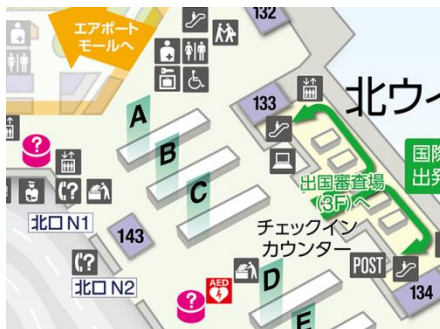 エアポート
モールへ
132
133
北ウイ
A
B
C
国際
出発
出国審査場
(3F)へ
チェックイン
カウンター
?
?
北口 N1
143
?
北口 N2
POST
134
AED
?
D
E